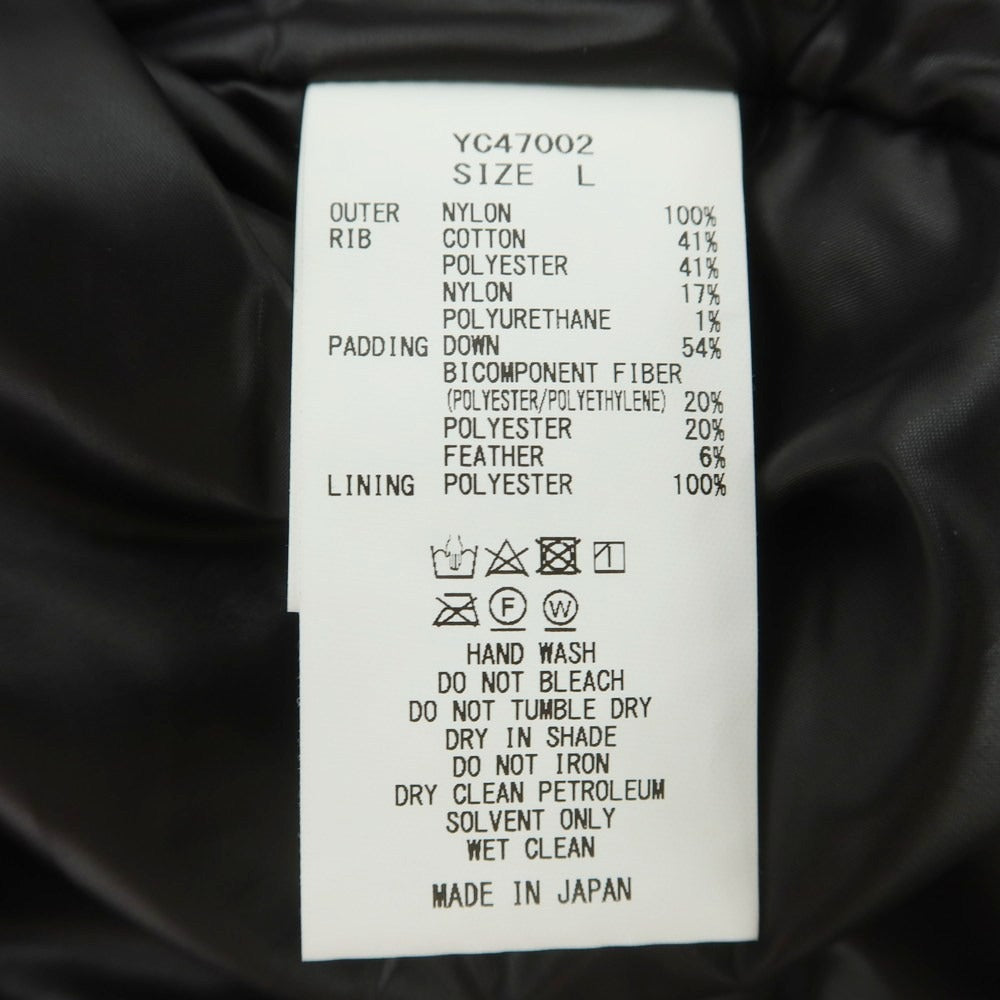 YC47002
SIZE L
OUTER NYLON 100%
RIB COTTON 41%
POLYESTER 41%
NYLON 17%
POLYURETHANE 1%
PADDING DOWN 54%
BICOMPONENT FIBER
(POLYESTER/POLYETHYLENE) 20%
POLYESTER 20%
FEATHER 6%
LINING POLYESTER 100%
F W
HAND WASH
DO NOT BLEACH
DO NOT TUMBLE DRY
DRY IN SHADE
DO NOT IRON
DRY CLEAN PETROLEUM
SOLVENT ONLY
WET CLEAN
MADE IN JAPAN